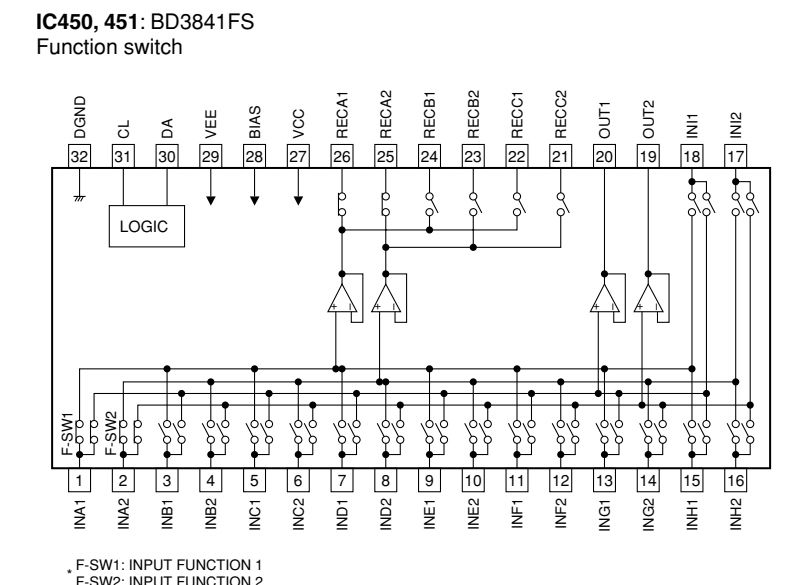 IC450, 451: BD3841FS
Function switch
DGND CL DA VEE BIAS VCC RECA1 RECA2 RECB1 RECB2 RECC1 RECC2 OUT1 OUT2 INI1 INI2
32 31 30 29 28 27 26 25 24 23 22 21 20 19 18 17
LOGIC
+ − + − + − + −
F-SW1 F-SW2
1 2 3 4 5 6 7 8 9 10 11 12 13 14 15 16
INA1 INA2 INB1 INB2 INC1 INC2 IND1 IND2 INE1 INE2 INF1 INF2 ING1 ING2 INH1 INH2
* F-SW1: INPUT FUNCTION 1
F-SW2: INPUT FUNCTION 2